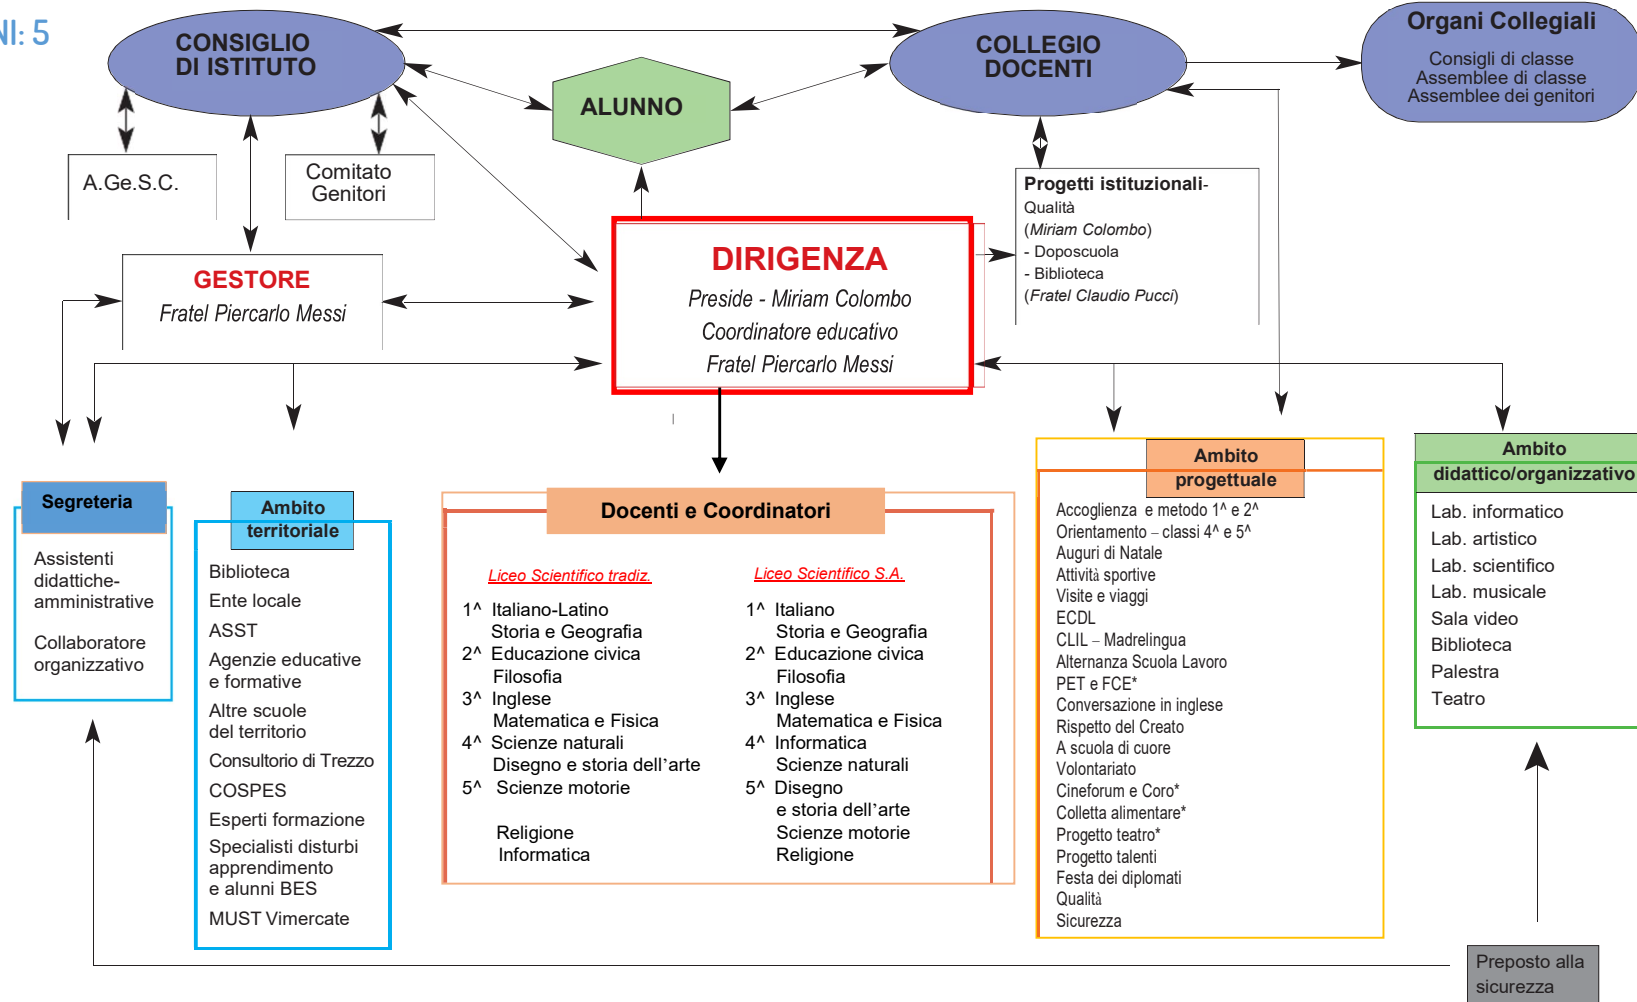 NI: 5
CONSIGLIO
DI ISTITUTO
COLLEGIO
DOCENTI
Organi Collegiali
Consigli di classe
Assemblee di classe
Assemblee dei genitori
ALUNNO
A.Ge.S.C.
Comitato
Genitori
Progetti istituzionali-
Qualità
(Miriam Colombo)
- Doposcuola
- Biblioteca
(Fratel Claudio Pucci)
GESTORE
Fratel Piercarlo Messi
DIRIGENZA
Preside - Miriam Colombo
Coordinatore educativo
Fratel Piercarlo Messi
Segreteria
Assistenti
didattiche-
amministrative
Collaboratore
organizzativo
Ambito
territoriale
Biblioteca
Ente locale
ASST
Agenzie educative
e formative
Altre scuole
del territorio
Consultorio di Trezzo
COSPES
Esperti formazione
Specialisti disturbi
apprendimento
e alunni BES
MUST Vimercate
Docenti e Coordinatori
Liceo Scientifico tradiz.
1^ Italiano-Latino
Storia e Geografia
2^ Educazione civica
Filosofia
3^ Inglese
Matematica e Fisica
4^ Scienze naturali
Disegno e storia dell'arte
5^ Scienze motorie
Religione
Informatica
Liceo Scientifico S.A.
1^ Italiano
Storia e Geografia
2^ Educazione civica
Filosofia
3^ Inglese
Matematica e Fisica
4^ Informatica
Scienze naturali
5^ Disegno
e storia dell'arte
Scienze motorie
Religione
Ambito
progettuale
Accoglienza e metodo 1^ e 2^
Orientamento – classi 4^ e 5^
Auguri di Natale
Attività sportive
Visite e viaggi
ECDL
CLIL – Madrelingua
Alternanza Scuola Lavoro
PET e FCE*
Conversazione in inglese
Rispetto del Creato
A scuola di cuore
Volontariato
Cineforum e Coro*
Colletta alimentare*
Progetto teatro*
Progetto talenti
Festa dei diplomati
Qualità
Sicurezza
Ambito
didattico/organizzativo
Lab. informatico
Lab. artistico
Lab. scientifico
Lab. musicale
Sala video
Biblioteca
Palestra
Teatro
Preposto alla
sicurezza